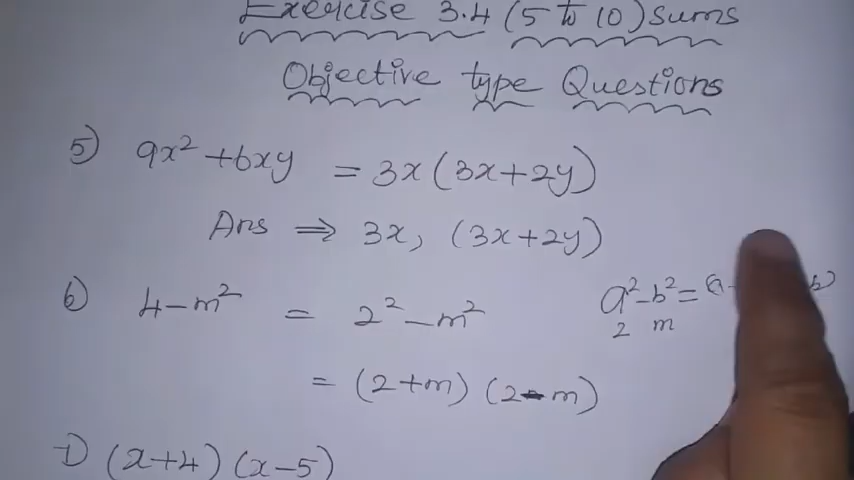 Exercise 3.4 (5 to 10) sums
Objective type Questions
5) 9x² + 6xy = 3x(3x+2y)
Ans ⇒ 3x, (3x+2y)
6) 4-m² = 2² - m²
a²-b²=(a b)
2 m
= (2+m) (2-m)
7) (x+4) (x-5)